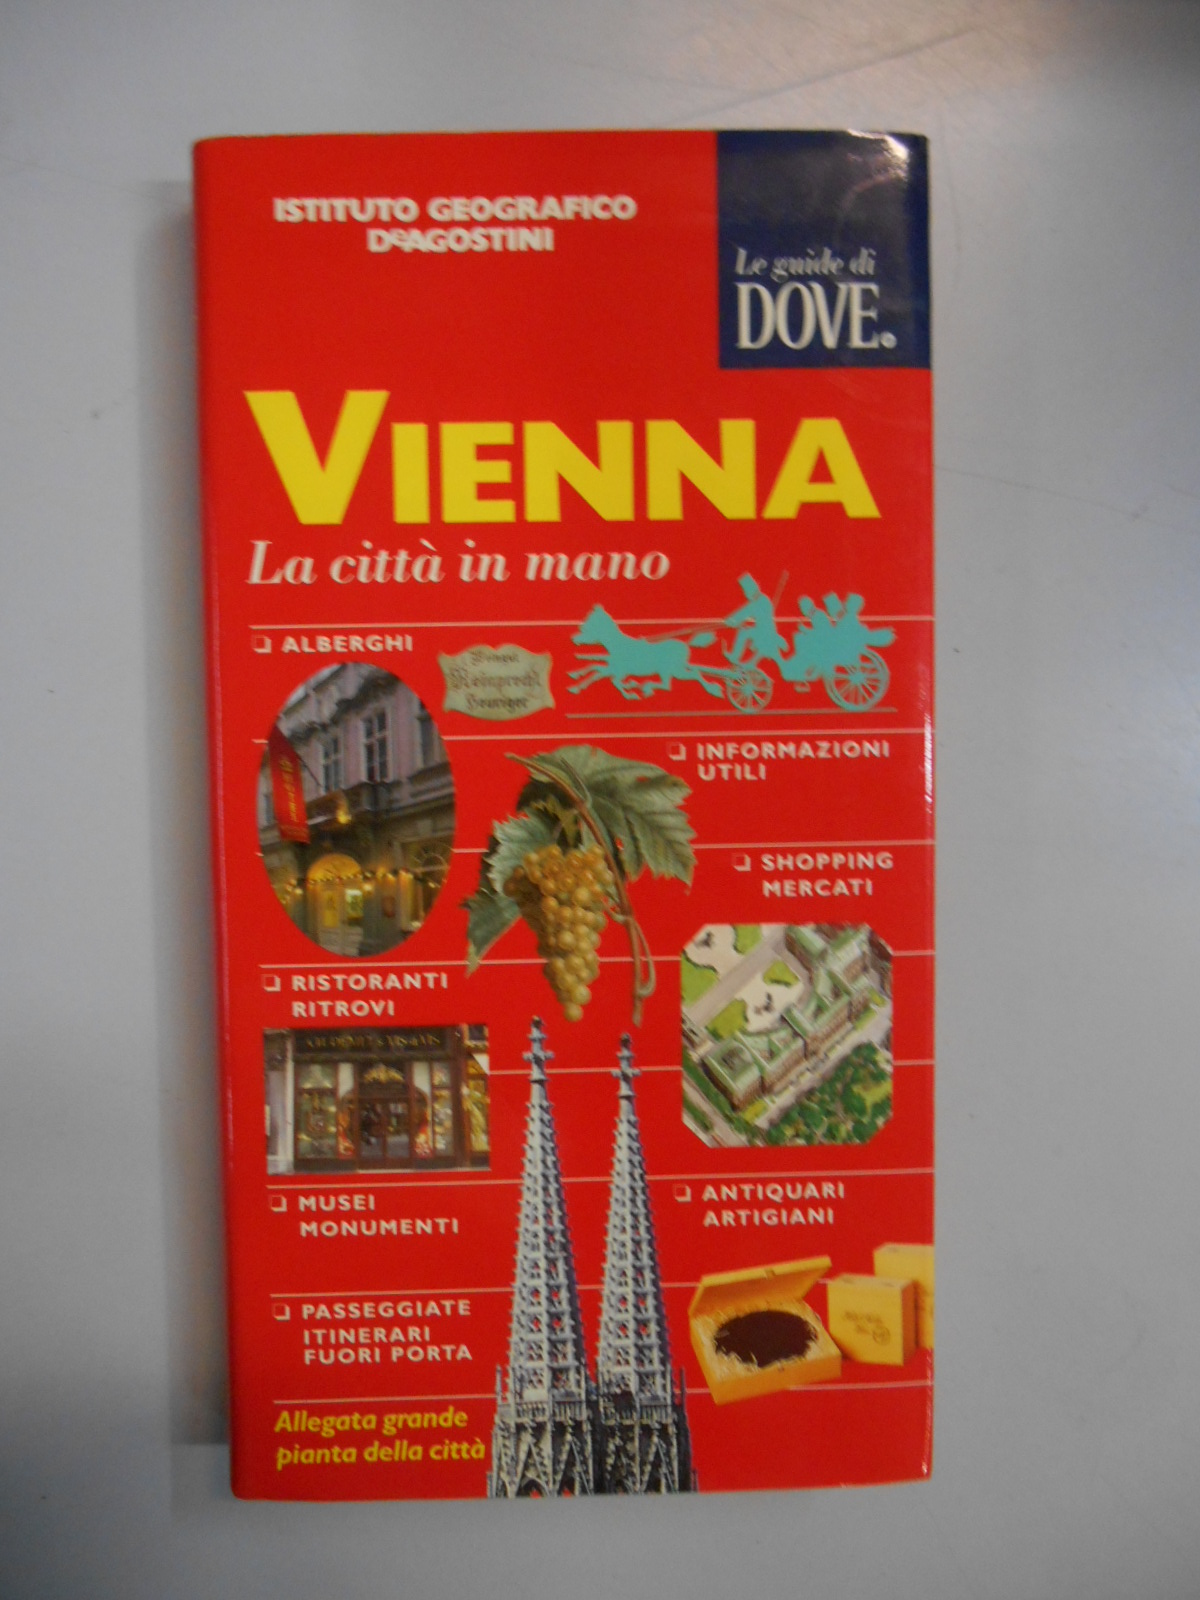 ISTITUTO GEOGRAFICO
DeAGOSTINI
Le guide di
DOVE.
VIENNA
La città in mano
❏ ALBERGHI
Heuriger
❏ INFORMAZIONI
UTILI
❏ SHOPPING
MERCATI
❏ RISTORANTI
RITROVI
❏ MUSEI
MONUMENTI
❏ ANTIQUARI
ARTIGIANI
❏ PASSEGGIATE
ITINERARI
FUORI PORTA
Allegata grande
pianta della città